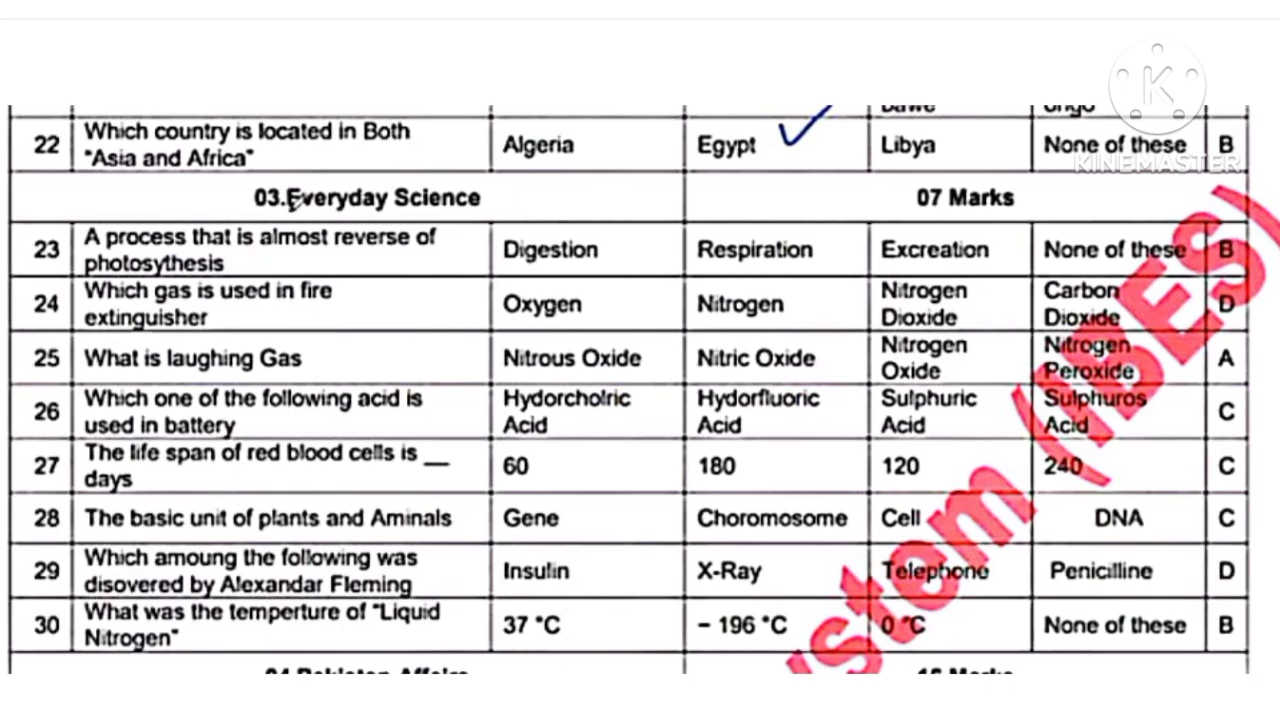 K
KINEMASTER
22 Which country is located in Both Algeria Egypt Libya None of these B
"Asia and Africa"
03.Everyday Science 07 Marks
23 A process that is almost reverse of Digestion Respiration Excreation None of these B
photosythesis
24 Which gas is used in fire Oxygen Nitrogen Nitrogen Carbon D
extinguisher Dioxide Dioxide
25 What is laughing Gas Nitrous Oxide Nitric Oxide Nitrogen Nitrogen A
Oxide Peroxide
26 Which one of the following acid is Hydorcholric Hydorfluoric Sulphuric Sulphuros C
used in battery Acid Acid Acid Acid
27 The life span of red blood cells is __ 60 180 120 240 C
days
28 The basic unit of plants and Aminals Gene Choromosome Cell DNA C
29 Which amoung the following was Insulin X-Ray Telephone Penicilline D
disovered by Alexandar Fleming
30 What was the temperture of "Liquid 37 °C – 196 °C 0 °C None of these B
Nitrogen"
ystem (IBES)